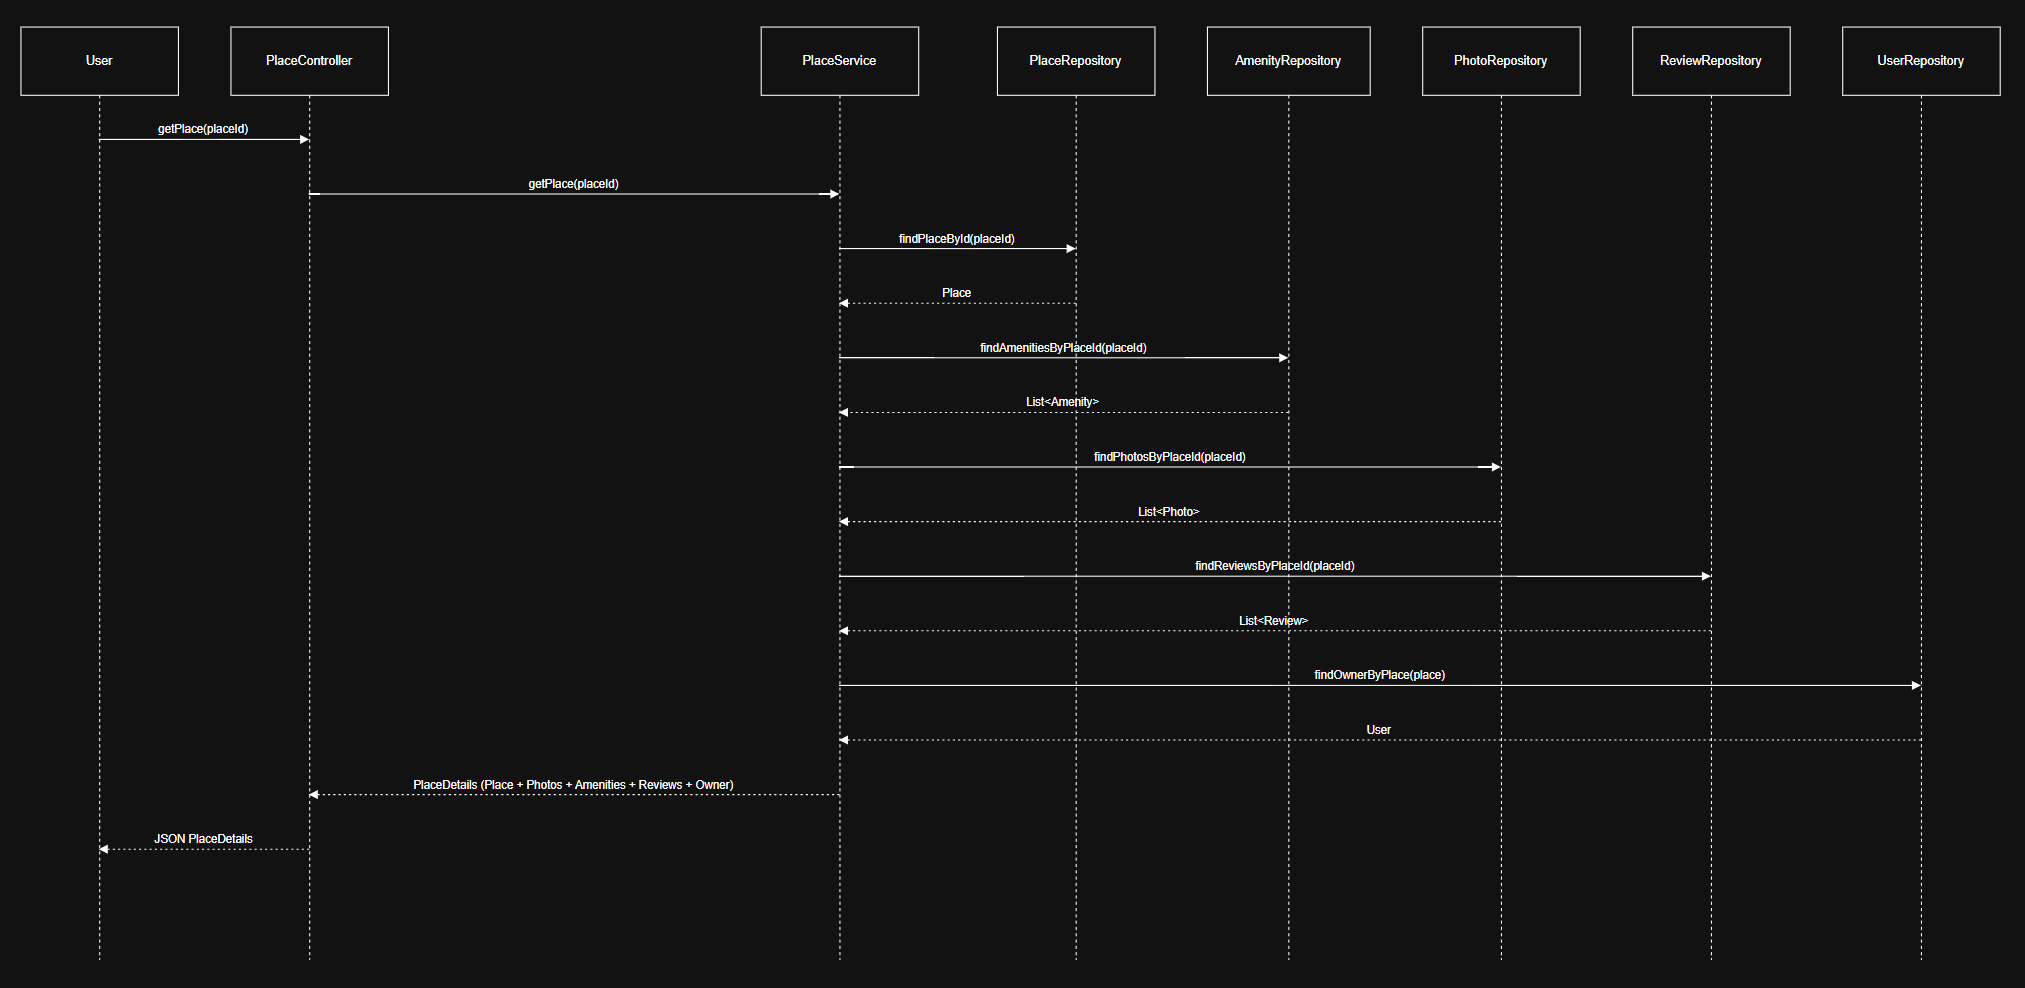 User
PlaceController
PlaceService
PlaceRepository
AmenityRepository
PhotoRepository
ReviewRepository
UserRepository
getPlace(placeId)
getPlace(placeId)
findPlaceById(placeId)
Place
findAmenitiesByPlaceId(placeId)
List<Amenity>
findPhotosByPlaceId(placeId)
List<Photo>
findReviewsByPlaceId(placeId)
List<Review>
findOwnerByPlace(place)
User
PlaceDetails (Place + Photos + Amenities + Reviews + Owner)
JSON PlaceDetails